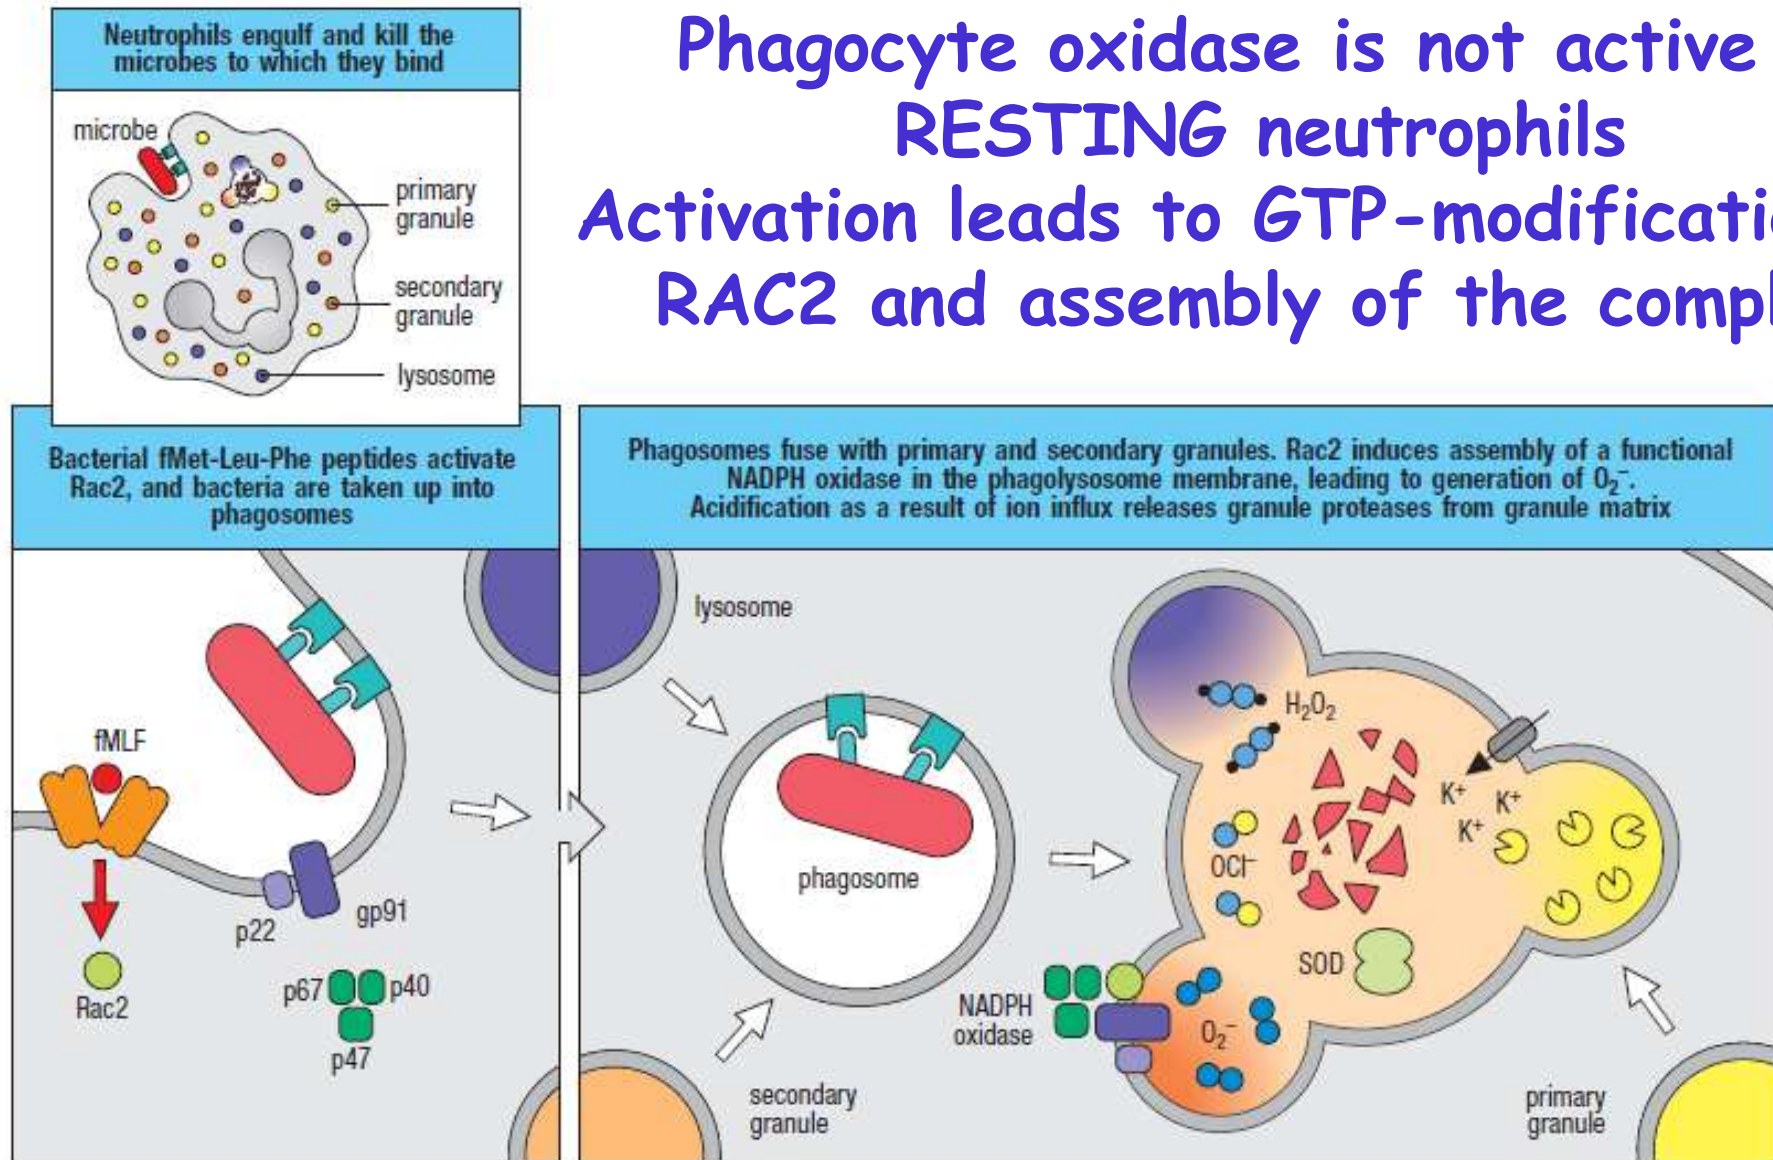 Neutrophils engulf and kill the
microbes to which they bind
microbe
primary
granule
secondary
granule
lysosome
Phagocyte oxidase is not active
RESTING neutrophils
Activation leads to GTP-modificati
RAC2 and assembly of the compl
Bacterial fMet-Leu-Phe peptides activate
Rac2, and bacteria are taken up into
phagosomes
fMLF
Rac2
p22
gp91
p67
p40
p47
Phagosomes fuse with primary and secondary granules. Rac2 induces assembly of a functional
NADPH oxidase in the phagolysosome membrane, leading to generation of O₂⁻.
Acidification as a result of ion influx releases granule proteases from granule matrix
lysosome
phagosome
secondary
granule
NADPH
oxidase
H₂O₂
OCl⁻
O₂⁻
SOD
K⁺
K⁺
K⁺
primary
granule